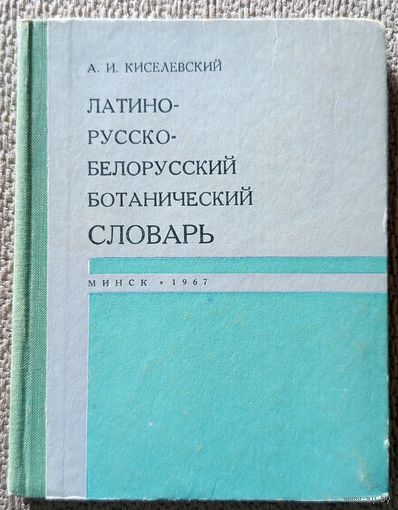 А. И. КИСЕЛЕВСКИЙ
ЛАТИНО-
РУССКО-
БЕЛОРУССКИЙ
БОТАНИЧЕСКИЙ
СЛОВАРЬ
МИНСК • 1967